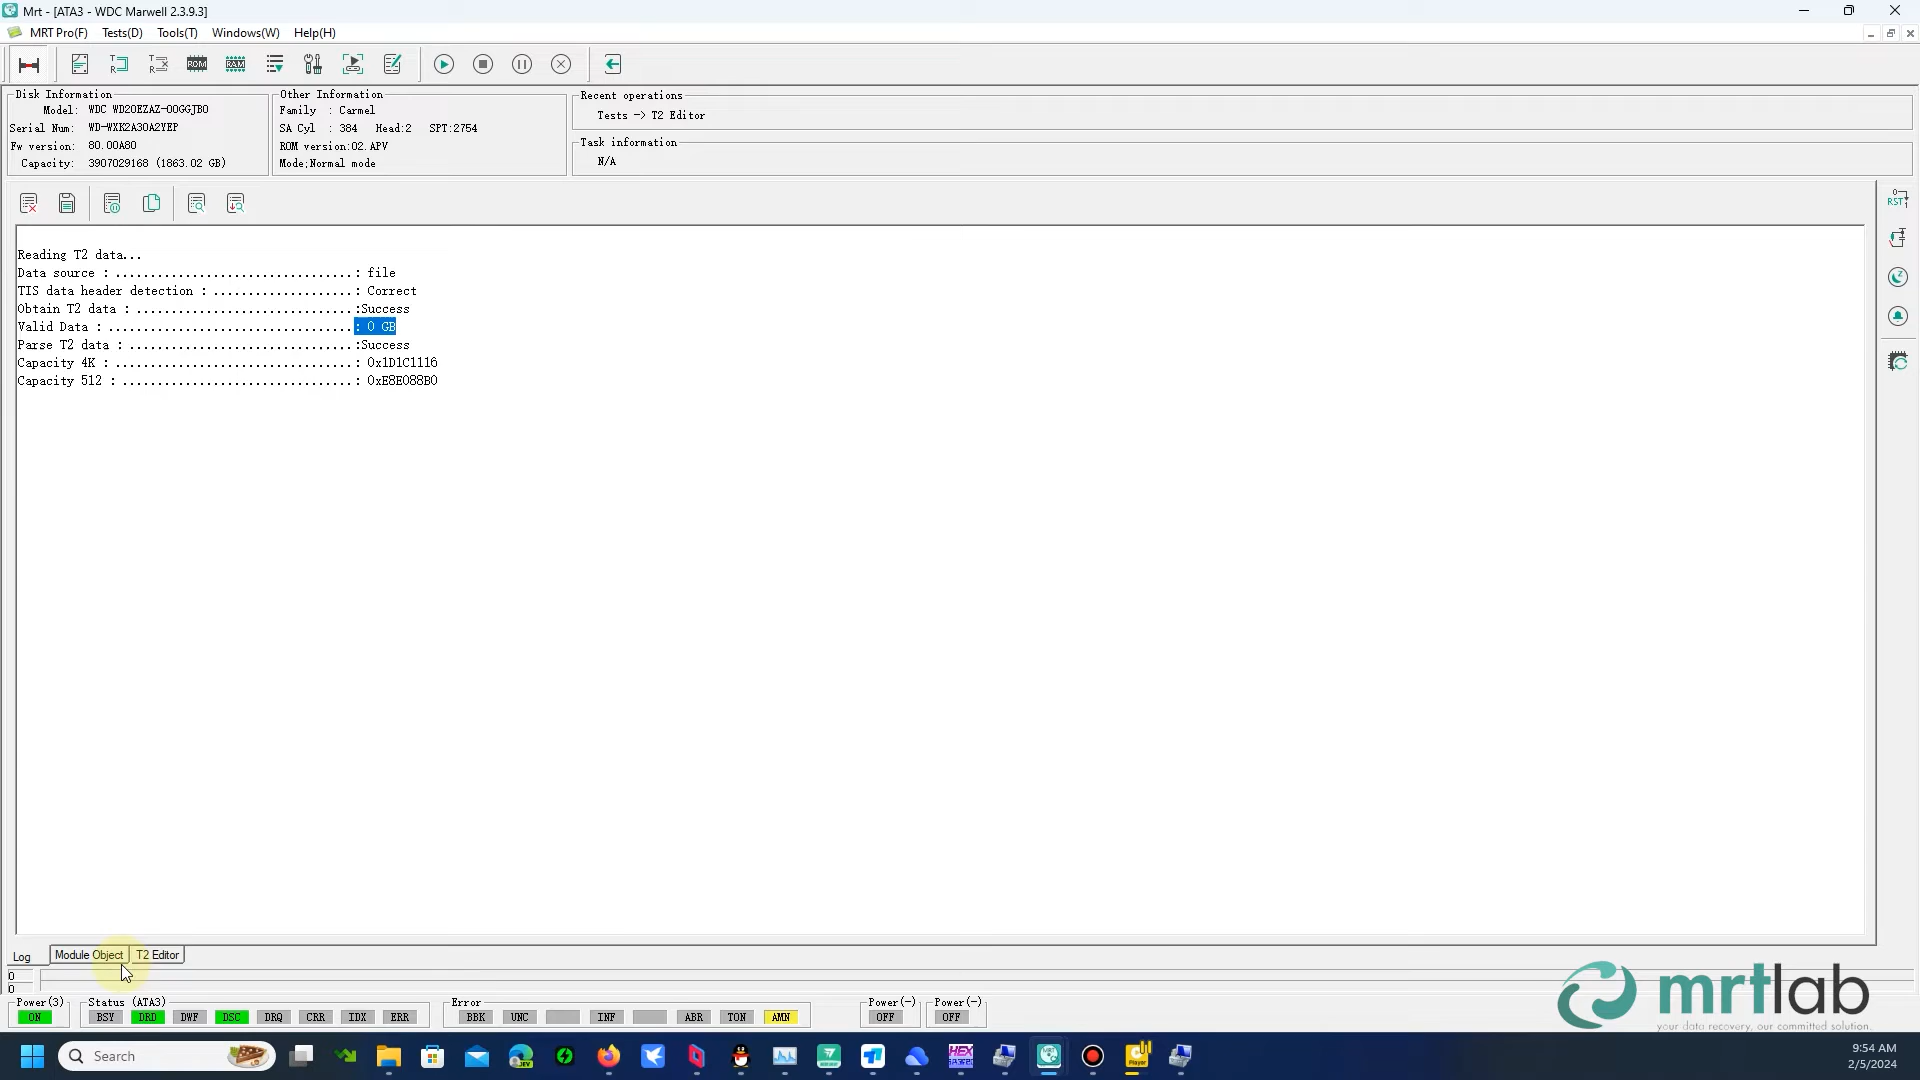 Mrt - [ATA3 - WDC Marwell 2.3.9.3]
MRT Pro(F) Tests(D) Tools(T) Windows(W) Help(H)
ROM RAM
Disk Information
Model: WDC WD20EZAZ-00GGJB0
Serial Num: WD-WXK2A30A2YEP
Fw version: 80.00A80
Capacity: 3907029168 (1863.02 GB)
Other Information
Family : Carmel
SA Cyl : 384 Head:2 SPT:2754
ROM version:02.APV
Mode;Normal mode
Recent operations
Tests -> T2 Editor
Task information
N/A
RST
Reading T2 data...
Data source : ..................................: file
TIS data header detection : ....................: Correct
Obtain T2 data : ................................:Success
Valid Data : ...................................: 0 GB
Parse T2 data : ................................:Success
Capacity 4K : ...................................: 0x1D1C1116
Capacity 512 : .................................: 0xE8E088B0
Log Module Object T2 Editor
0
0
Power(3) Status (ATA3) Error Power(-) Power(-)
ON BSY DRD DWF DSC DRQ CRR IDX ERR BBK UNC INF ABR TON AMN OFF OFF
mrtlab
your data recovery, our committed solution.
Search
9:54 AM
2/5/2024